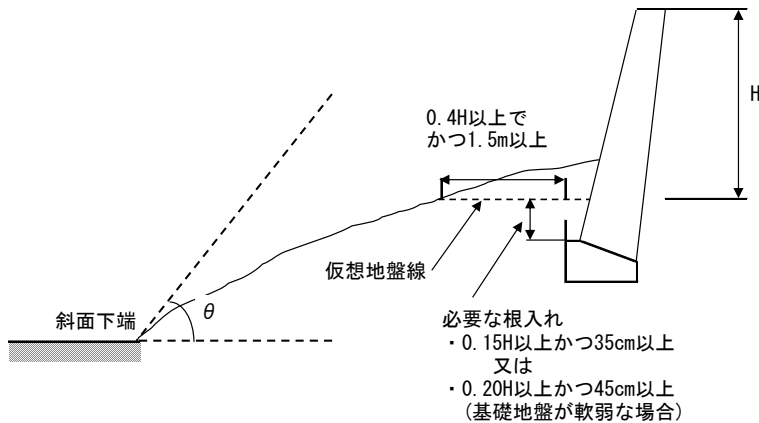 0.4H以上で
かつ1.5m以上
H
仮想地盤線
斜面下端
θ
必要な根入れ
・0.15H以上かつ35cm以上
又は
・0.20H以上かつ45cm以上
(基礎地盤が軟弱な場合)